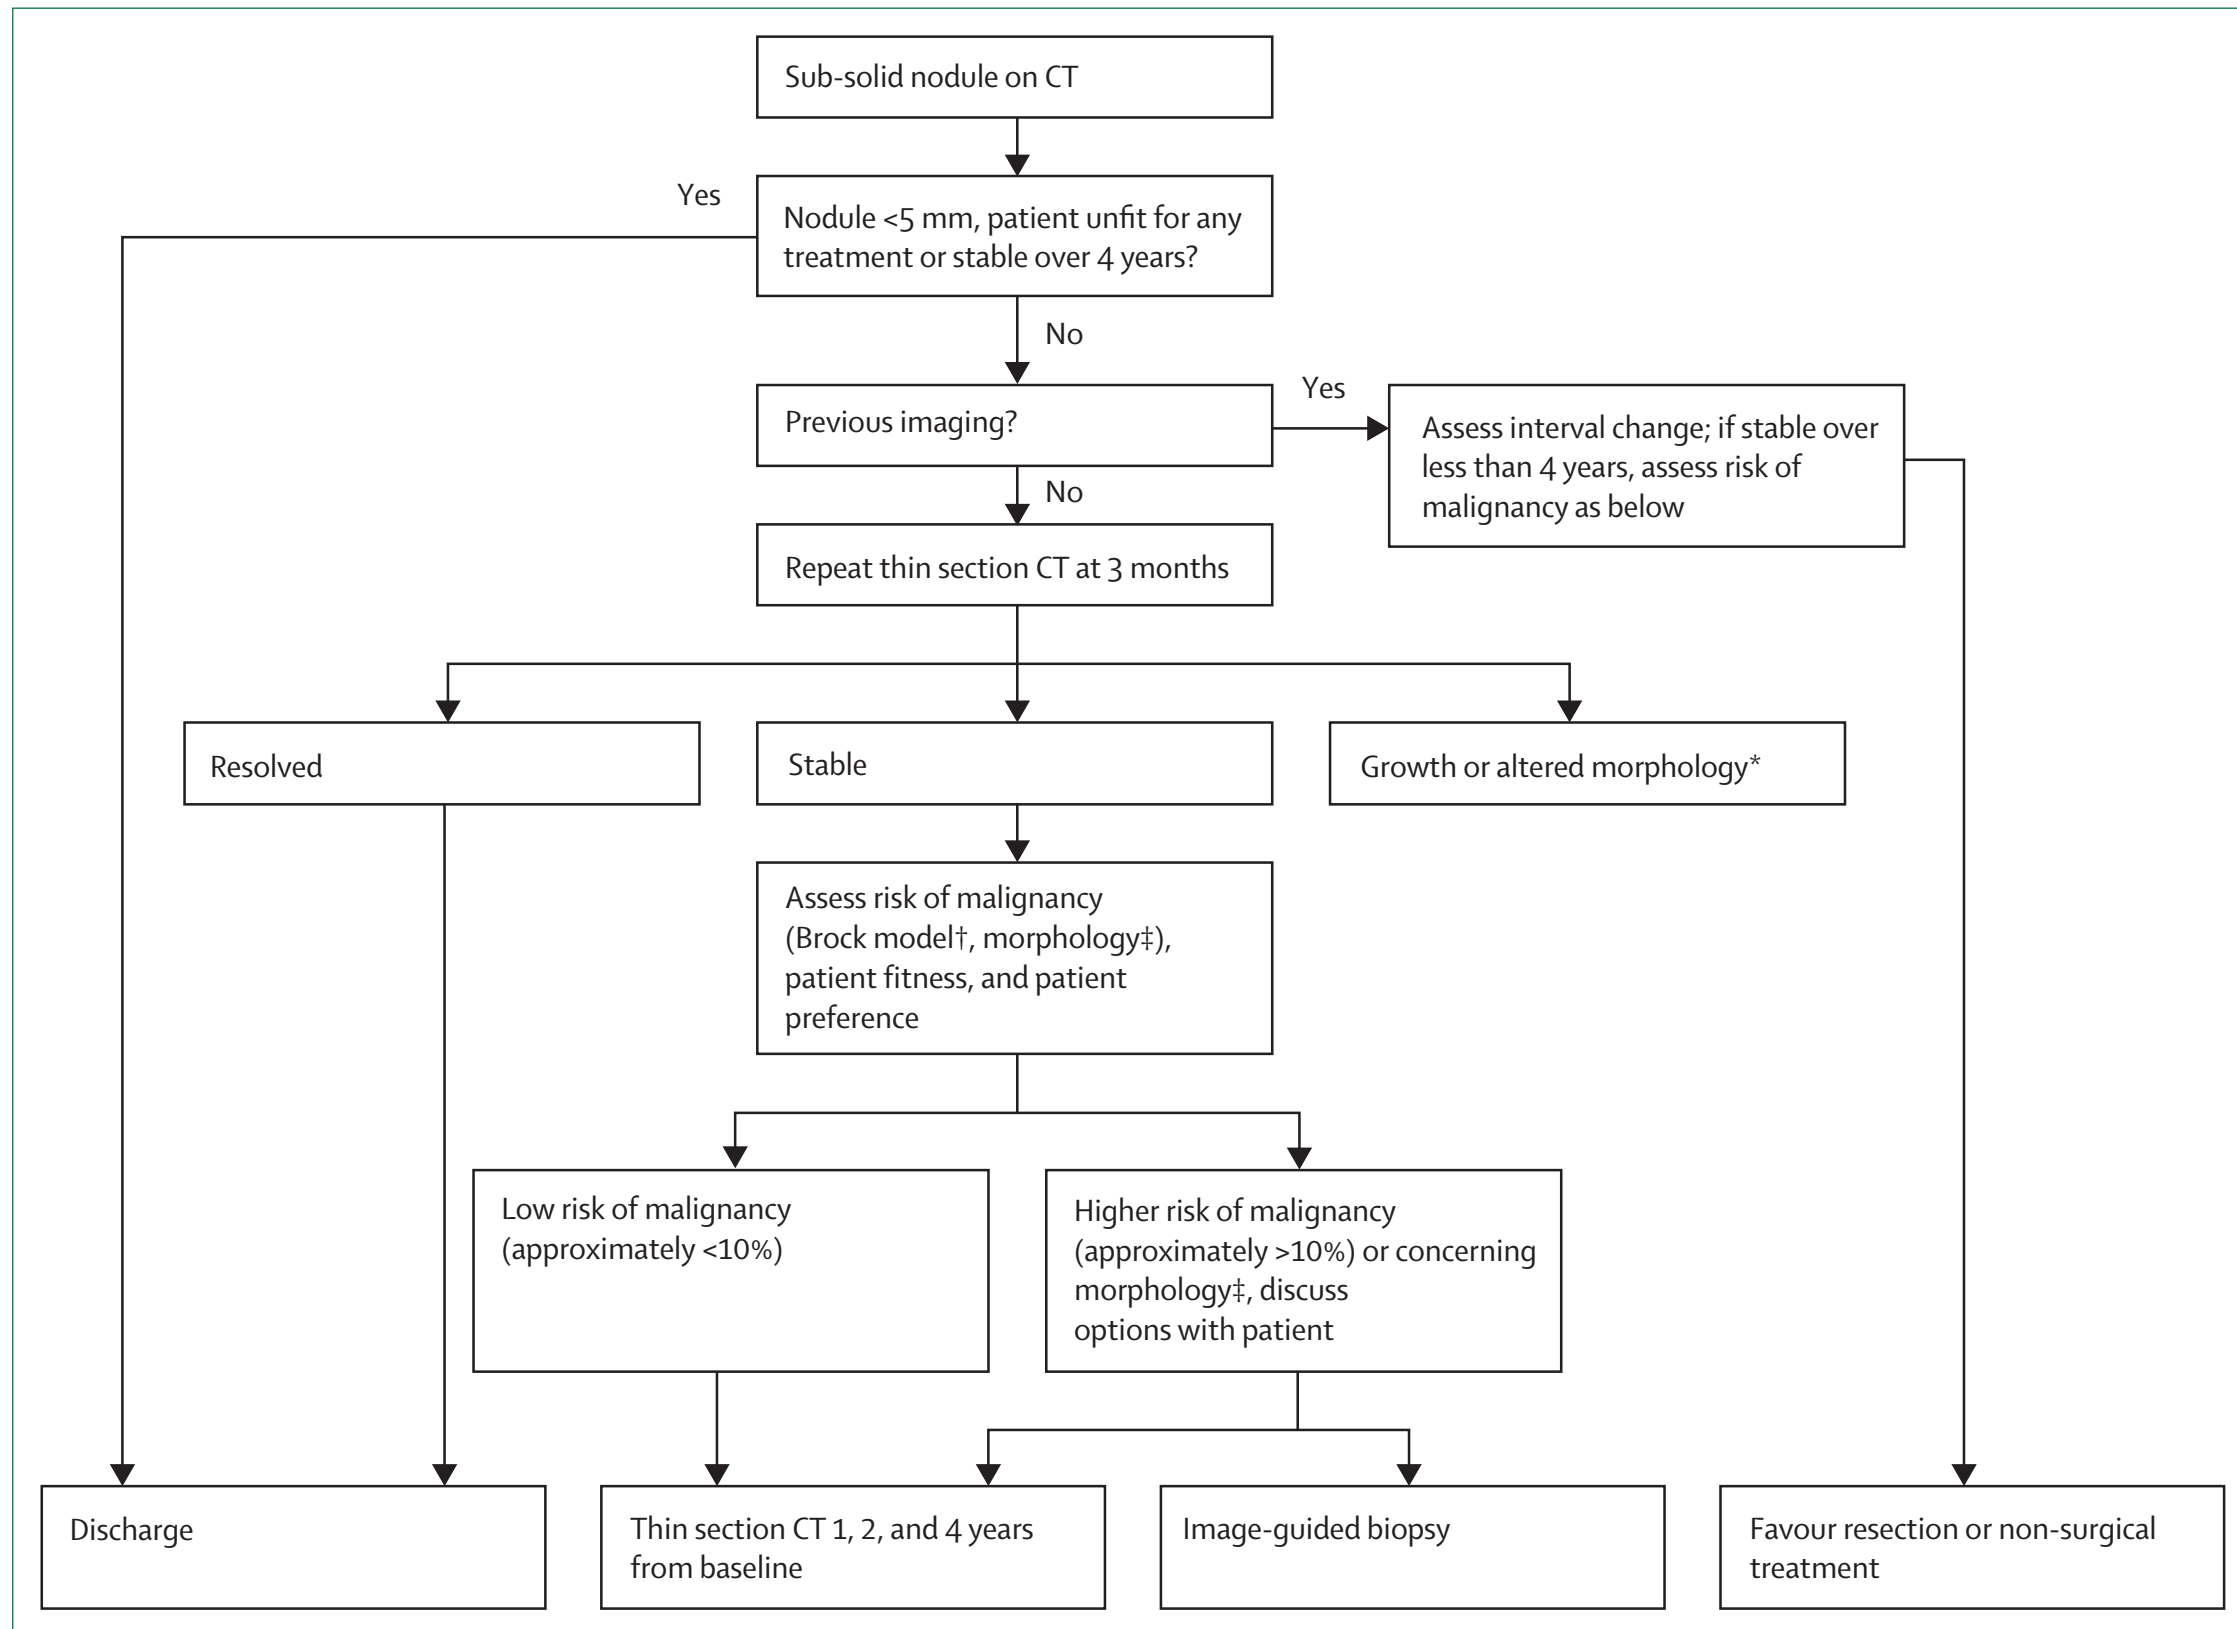 Sub-solid nodule on CT
Yes
Nodule <5 mm, patient unfit for any
treatment or stable over 4 years?
No
Previous imaging?
Yes
Assess interval change; if stable over
less than 4 years, assess risk of
malignancy as below
No
Repeat thin section CT at 3 months
Resolved
Stable
Growth or altered morphology*
Assess risk of malignancy
(Brock model†, morphology‡),
patient fitness, and patient
preference
Low risk of malignancy
(approximately <10%)
Higher risk of malignancy
(approximately >10%) or concerning
morphology‡, discuss
options with patient
Discharge
Thin section CT 1, 2, and 4 years
from baseline
Image-guided biopsy
Favour resection or non-surgical
treatment